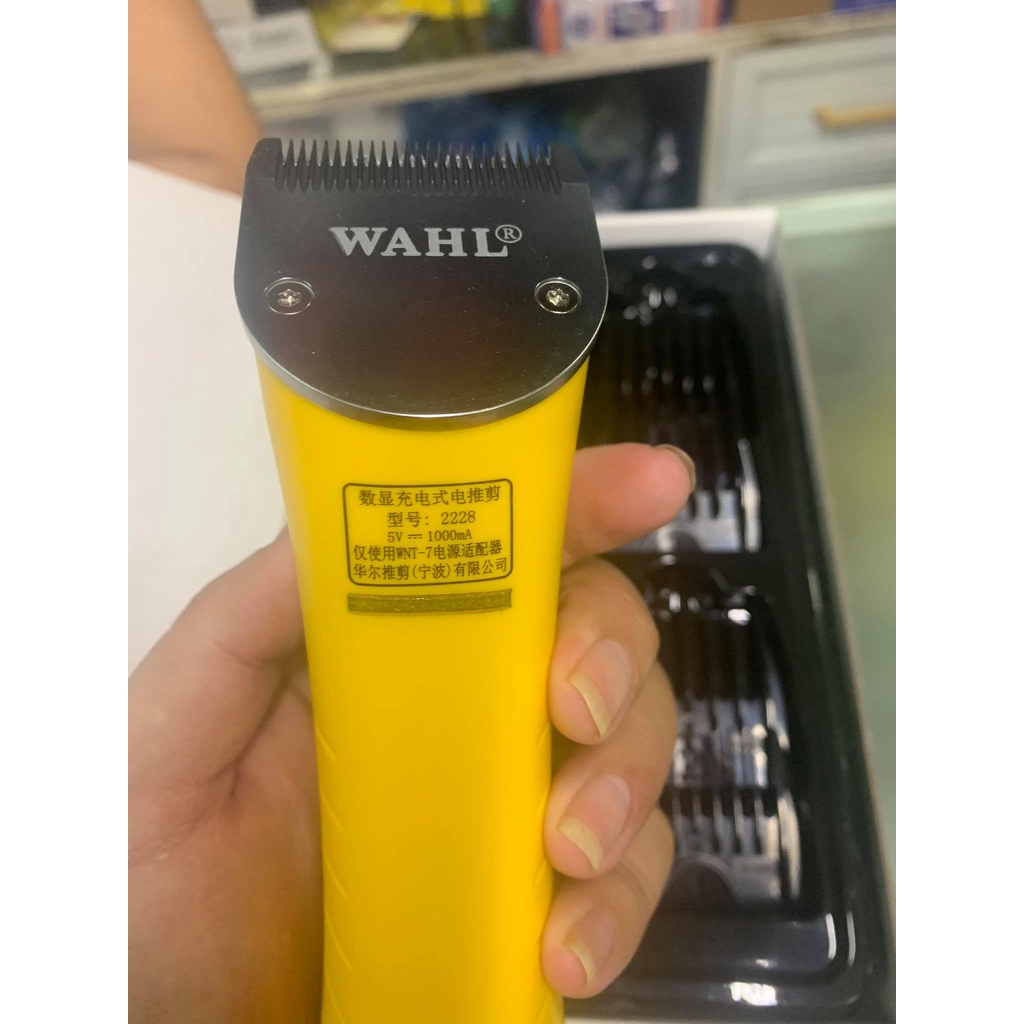 WAHL®
数显充电式电推剪
型号: 2228
5V ⎓ 1000mA
仅使用WNT-7电源适配器
华尔推剪(宁波)有限公司